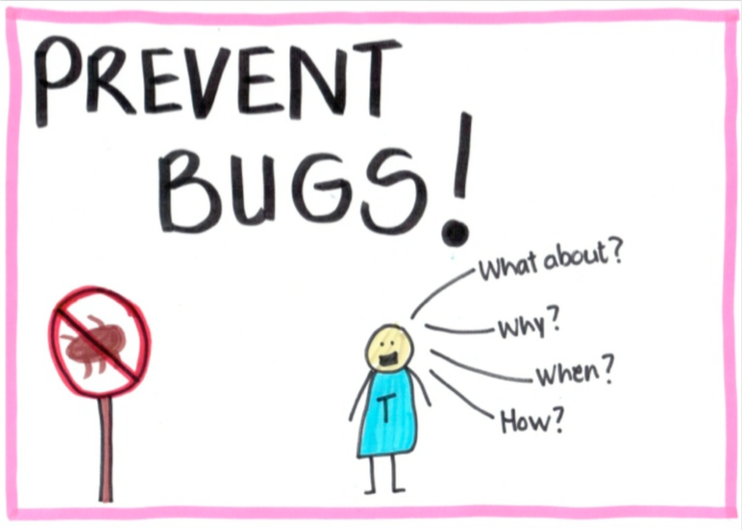 PREVENT
BUGS!
What about?
Why?
When?
How?
T